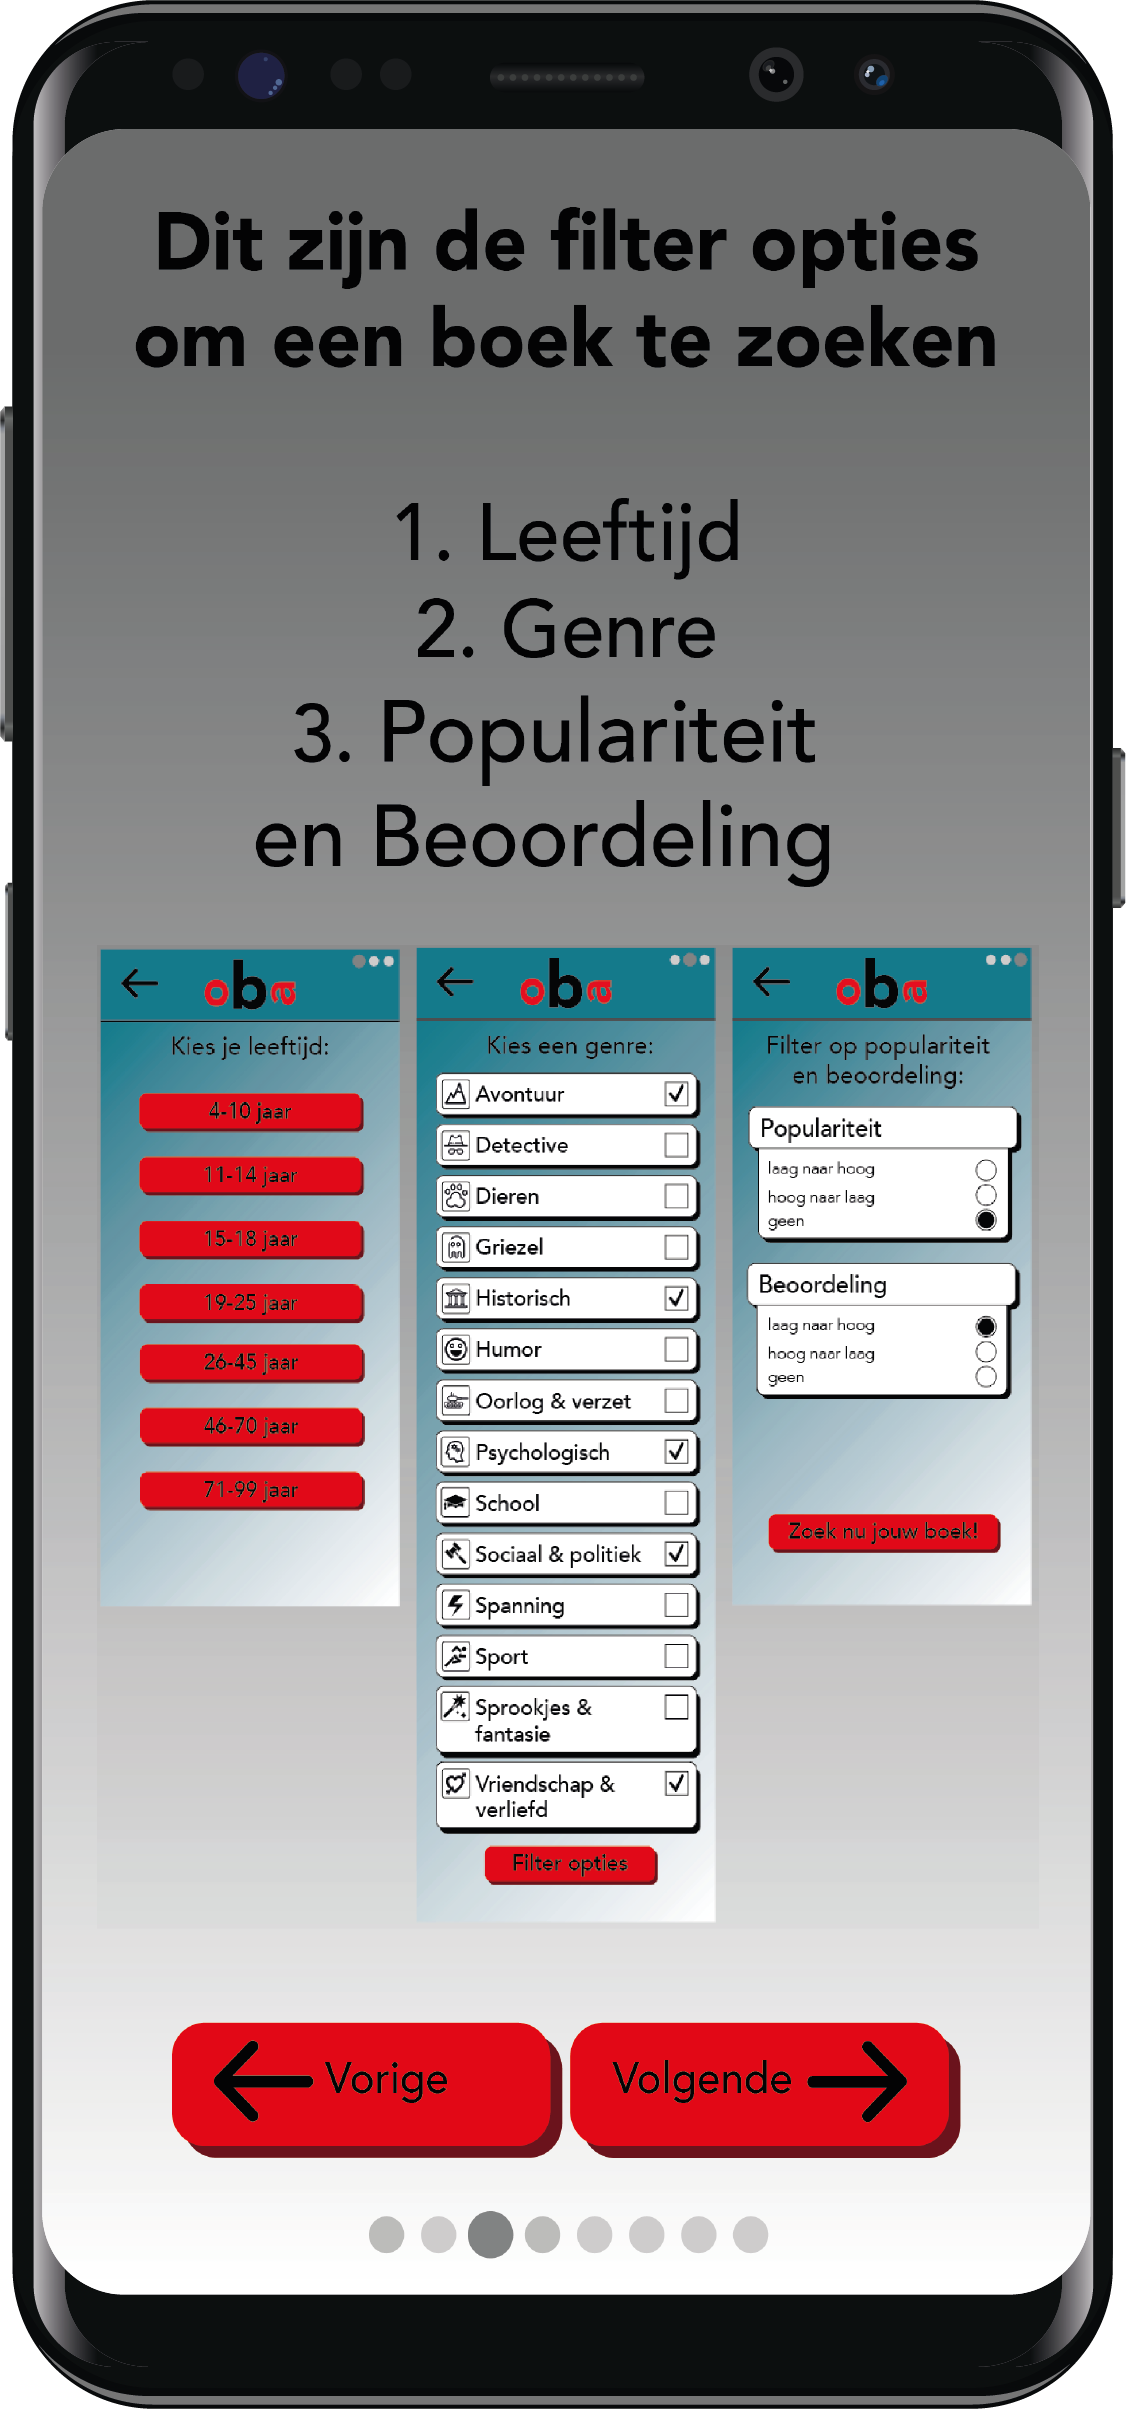 Dit zijn de filter opties
om een boek te zoeken
1. Leeftijd
2. Genre
3. Populariteit
en Beoordeling
oba
Kies je leeftijd:
4-10 jaar
11-14 jaar
15-18 jaar
19-25 jaar
26-45 jaar
46-70 jaar
71-99 jaar
oba
Kies een genre:
Avontuur
Detective
Dieren
Griezel
Historisch
Humor
Oorlog & verzet
Psychologisch
School
Sociaal & politiek
Spanning
Sport
Sprookjes &
fantasie
Vriendschap &
verliefd
Filter opties
oba
Filter op populariteit
en beoordeling:
Populariteit
laag naar hoog
hoog naar laag
geen
Beoordeling
laag naar hoog
hoog naar laag
geen
Zoek nu jouw boek!
Vorige
Volgende